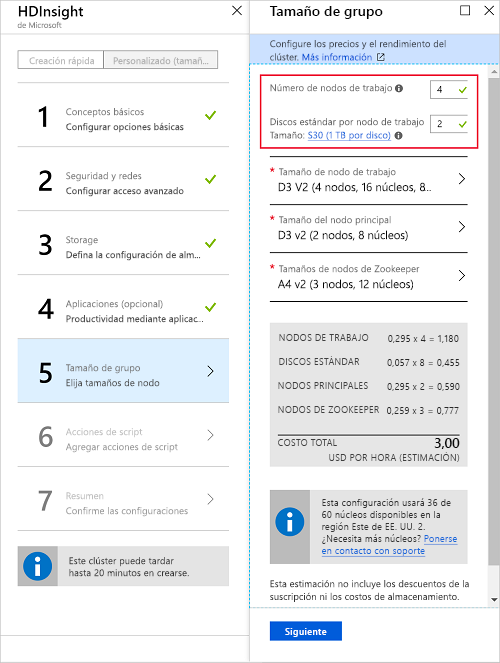 HDInsight
de Microsoft
Creación rápida
Personalizado (tamañ...
1
Conceptos básicos
Configurar opciones básicas
2
Seguridad y redes
Configurar acceso avanzado
3
Storage
Defina la configuración de alm...
4
Aplicaciones (opcional)
Productividad mediante aplicac...
5
Tamaño de grupo
Elija tamaños de nodo
6
Acciones de script
Agregar acciones de script
7
Resumen
Confirme las configuraciones
Este clúster puede tardar
hasta 20 minutos en crearse.
Tamaño de grupo
Configure los precios y el rendimiento del
clúster. Más información
Número de nodos de trabajo
4
Discos estándar por nodo de trabajo
Tamaño: S30 (1 TB por disco)
2
* Tamaño de nodo de trabajo
D3 V2 (4 nodos, 16 núcleos, 8...
* Tamaño del nodo principal
D3 v2 (2 nodos, 8 núcleos)
* Tamaños de nodos de Zookeeper
A4 v2 (3 nodos, 12 núcleos)
NODOS DE TRABAJO 0,295 x 4 = 1,180
DISCOS ESTÁNDAR 0,057 x 8 = 0,455
NODOS PRINCIPALES 0,295 x 2 = 0,590
NODOS DE ZOOKEEPER 0,259 x 3 = 0,777
COSTO TOTAL 3,00
USD POR HORA (ESTIMACIÓN)
Esta configuración usará 36 de
60 núcleos disponibles en la
región Este de EE. UU. 2.
¿Necesita más núcleos? Ponerse
en contacto con soporte
Esta estimación no incluye los descuentos de la
suscripción ni los costos de almacenamiento.
Siguiente